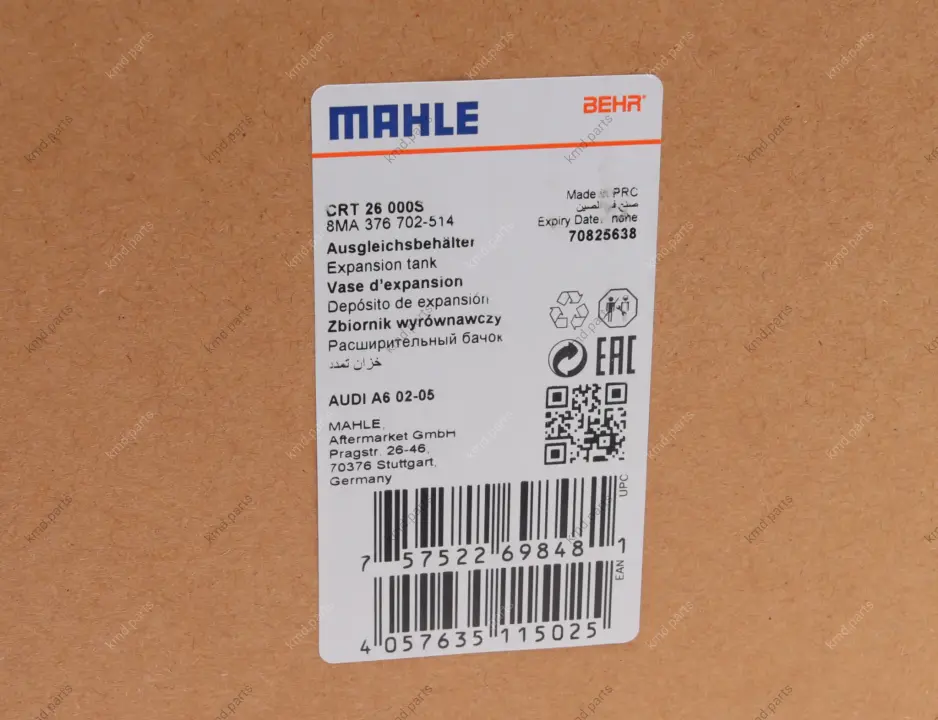 MAHLE
BEHR
CRT 26 000S
8MA 376 702-514
Ausgleichsbehälter
Expansion tank
Vase d'expansion
Depósito de expansión
Zbiornik wyrównawczy
Расширительный бачок
خزان تمدد
Made in PRC
صنع في الصين
Expiry Date: none
70825638
EAC
AUDI A6 02-05
MAHLE,
Aftermarket GmbH
Pragstr. 26-46,
70376 Stuttgart,
Germany
UPC
7 57522 69848 1
EAN
4 057635 115025
kmd.parts